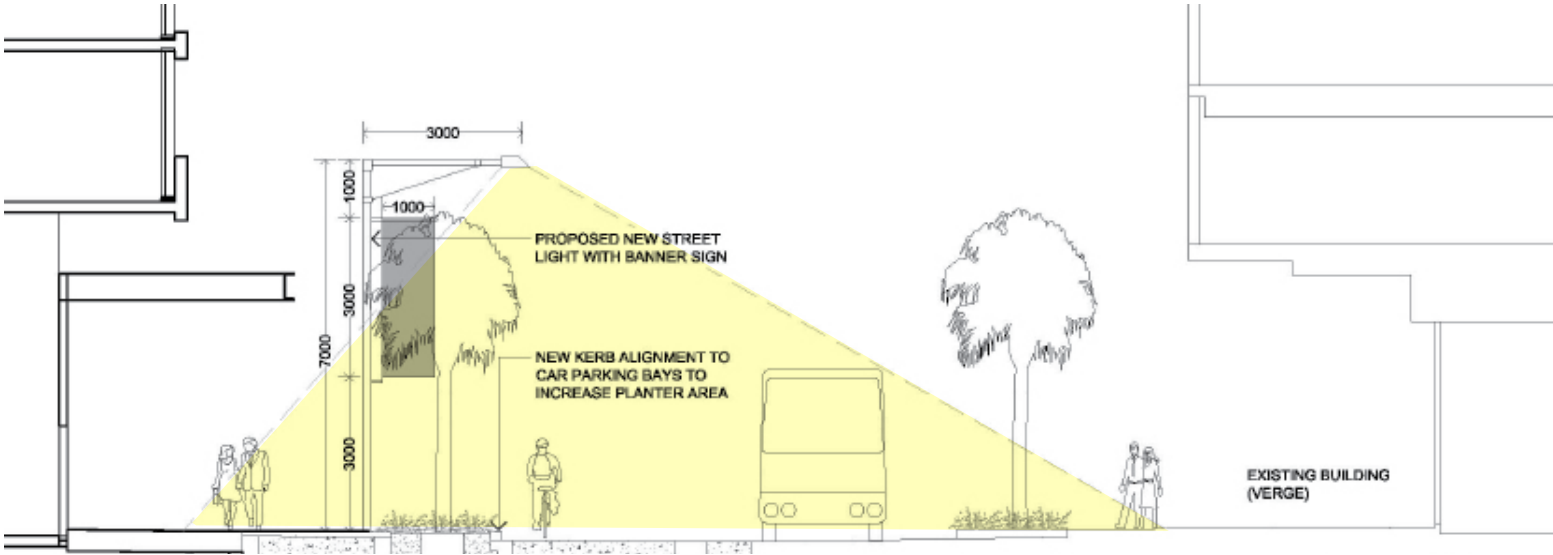 3000
1000
1000
PROPOSED NEW STREET
LIGHT WITH BANNER SIGN
3000
7000
NEW KERB ALIGNMENT TO
CAR PARKING BAYS TO
INCREASE PLANTER AREA
3000
EXISTING BUILDING
(VERGE)